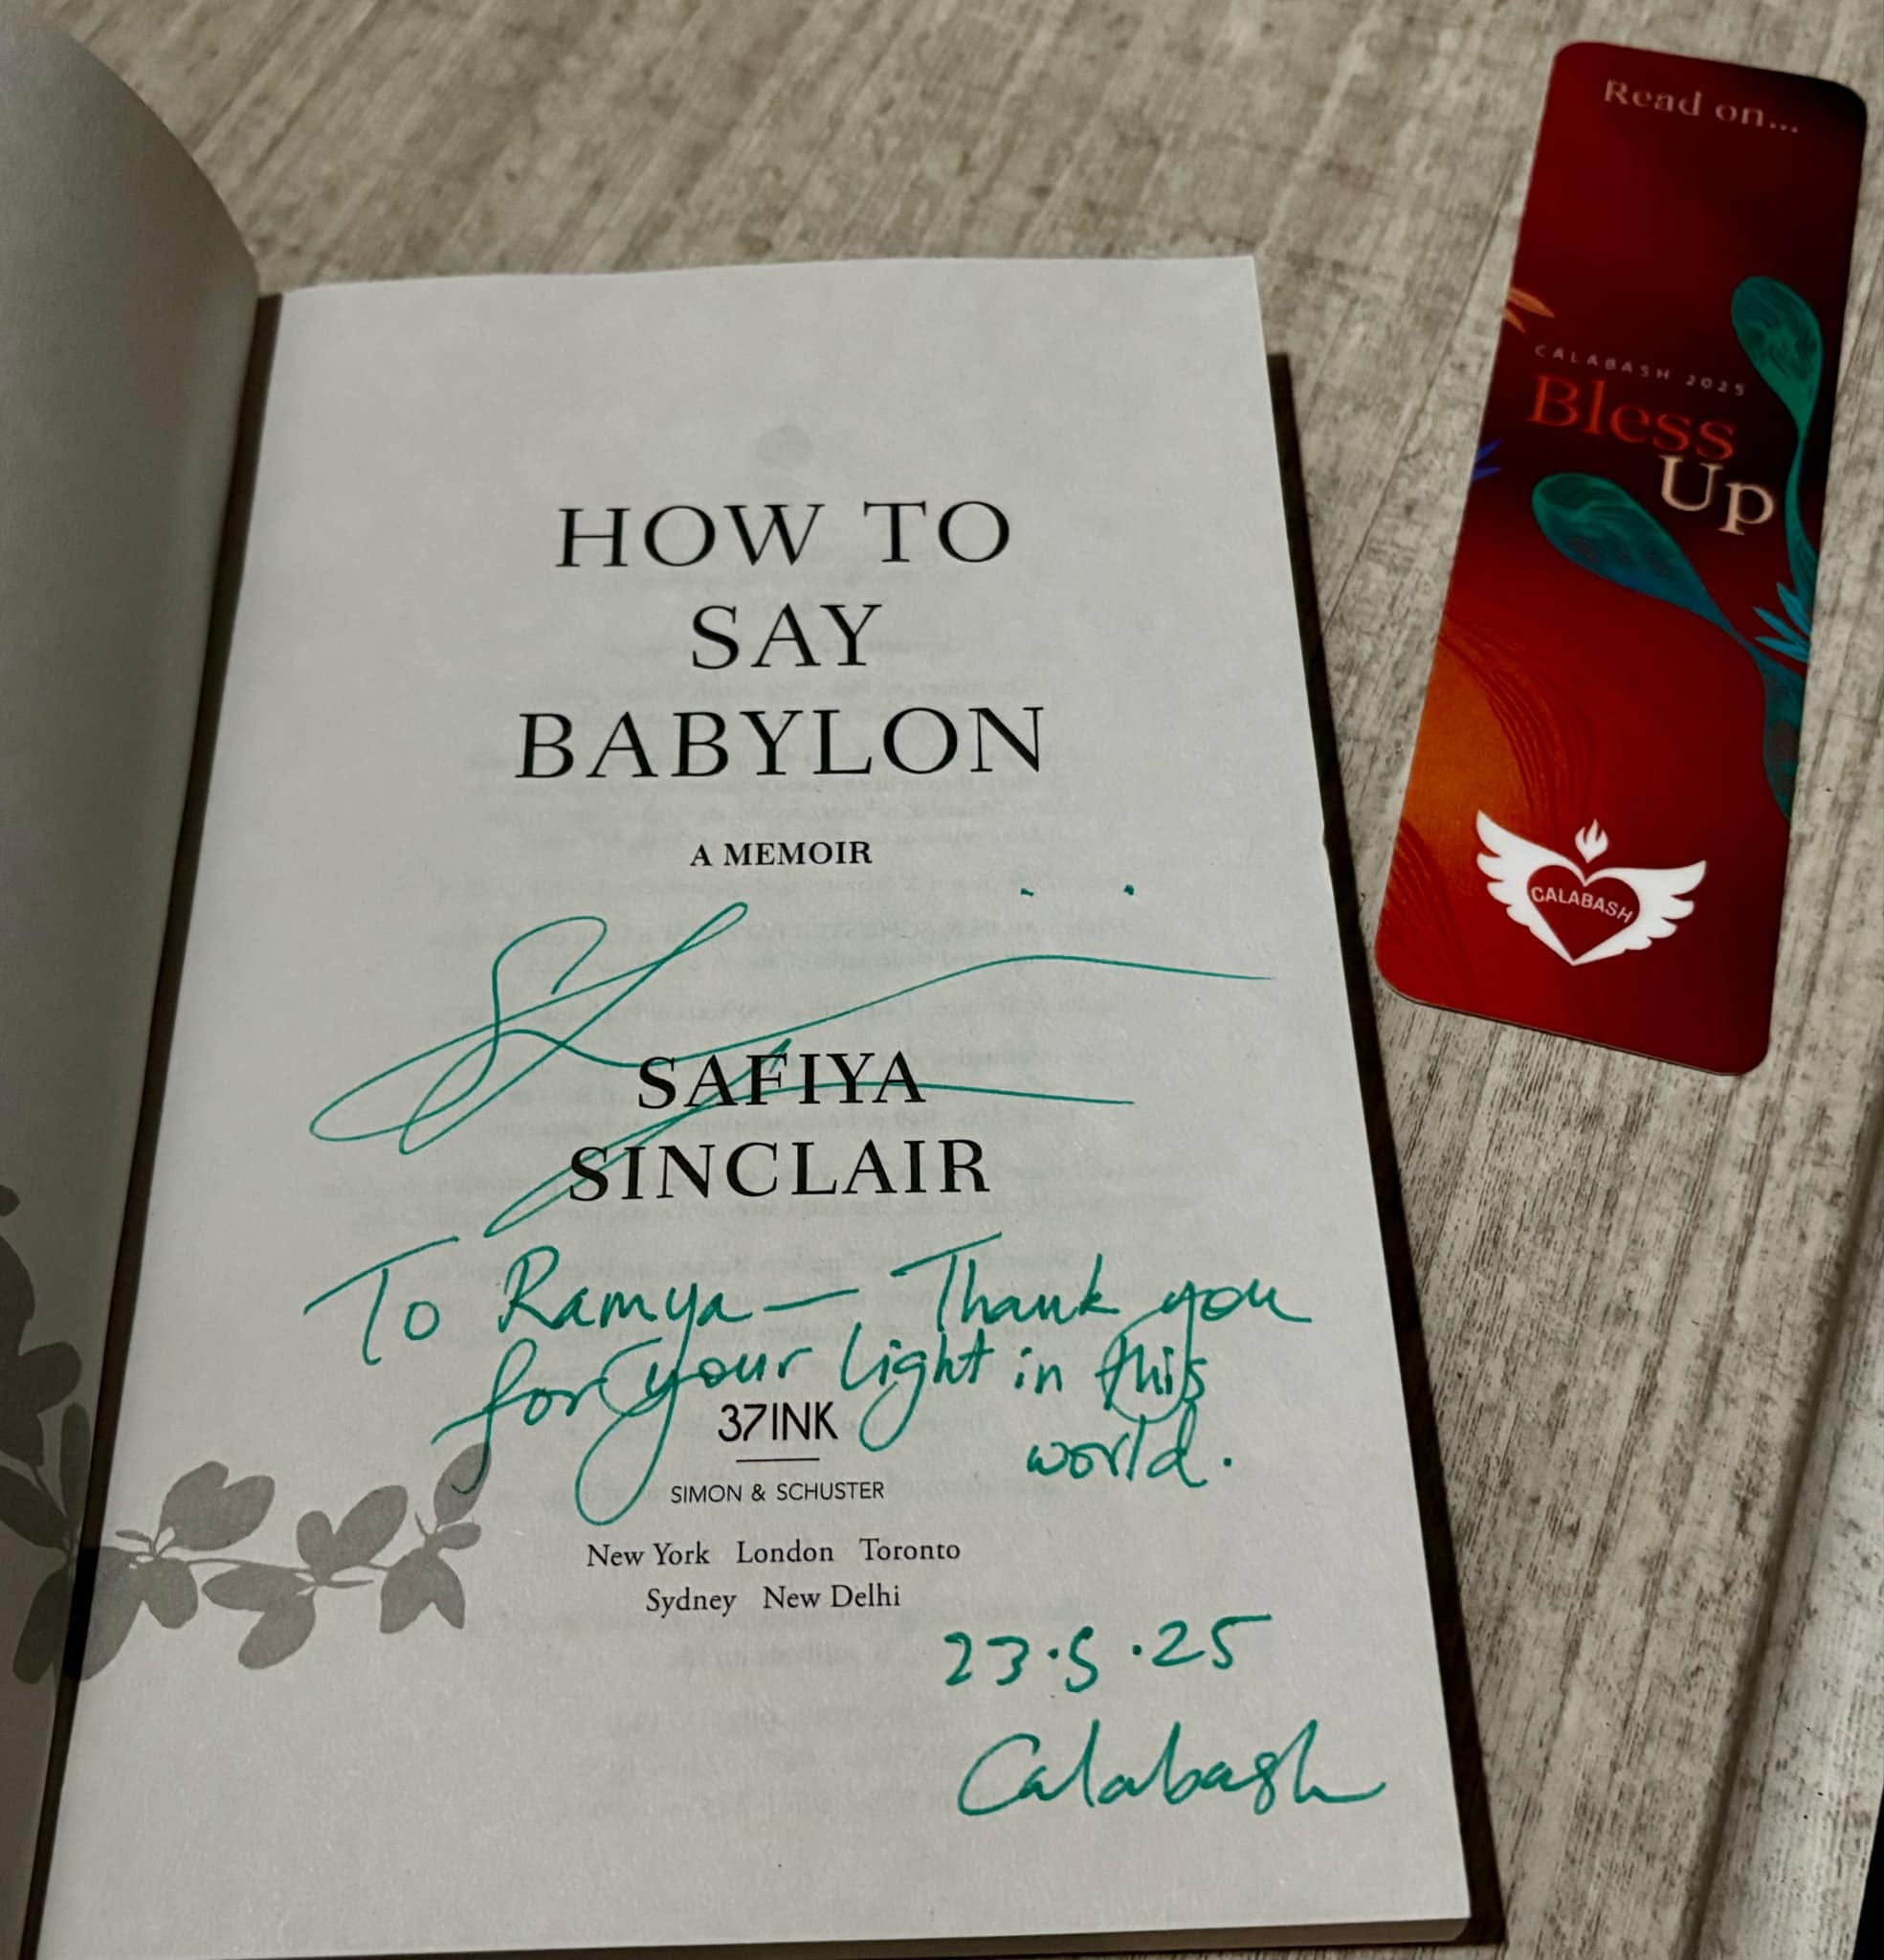 HOW TO
SAY
BABYLON
A MEMOIR
SAFIYA
SINCLAIR
To Ramya — Thank you
for your light in this
world.
37INK
SIMON & SCHUSTER
New York London Toronto
Sydney New Delhi
23.5.25
Calabash
Read on...
CALABASH 2025
Bless
Up
CALABASH